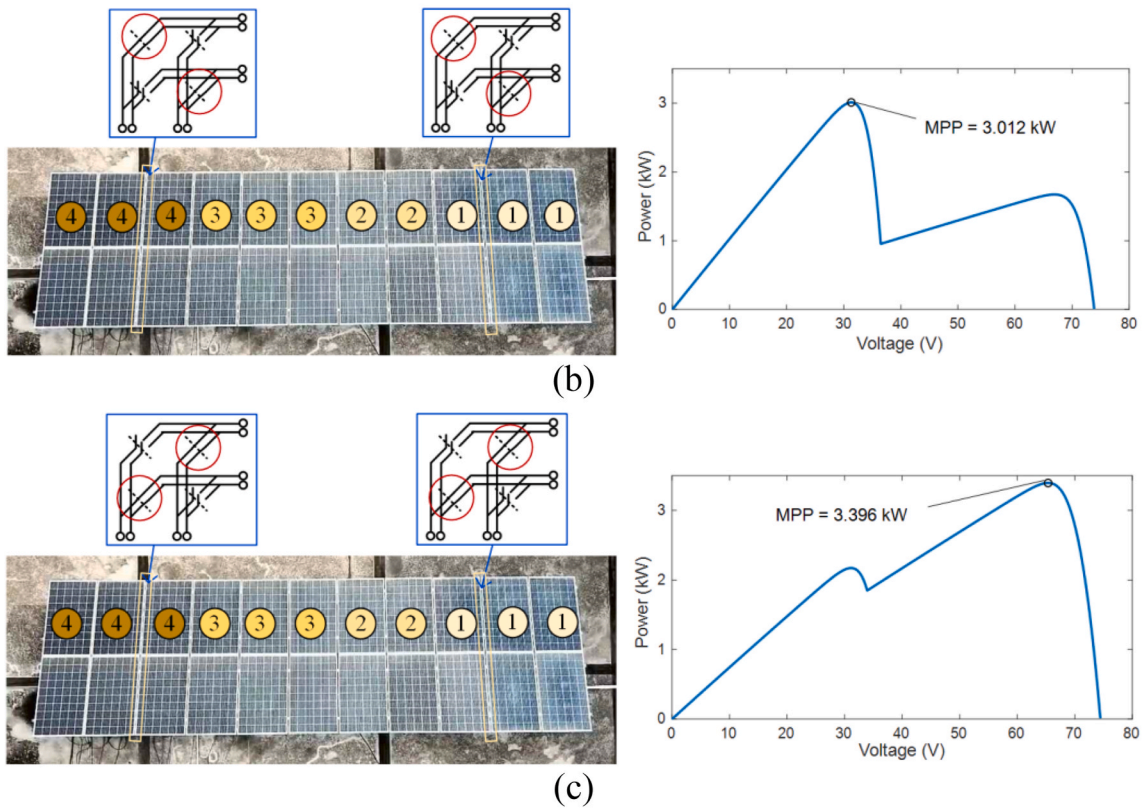 4 4 4 3 3 3 2 2 1 1 1
3
2
1
0
Power (kW)
MPP = 3.012 kW
0 10 20 30 40 50 60 70 80
Voltage (V)
(b)
4 4 4 3 3 3 2 2 1 1 1
3
2
1
0
Power (kW)
MPP = 3.396 kW
0 10 20 30 40 50 60 70 80
Voltage (V)
(c)